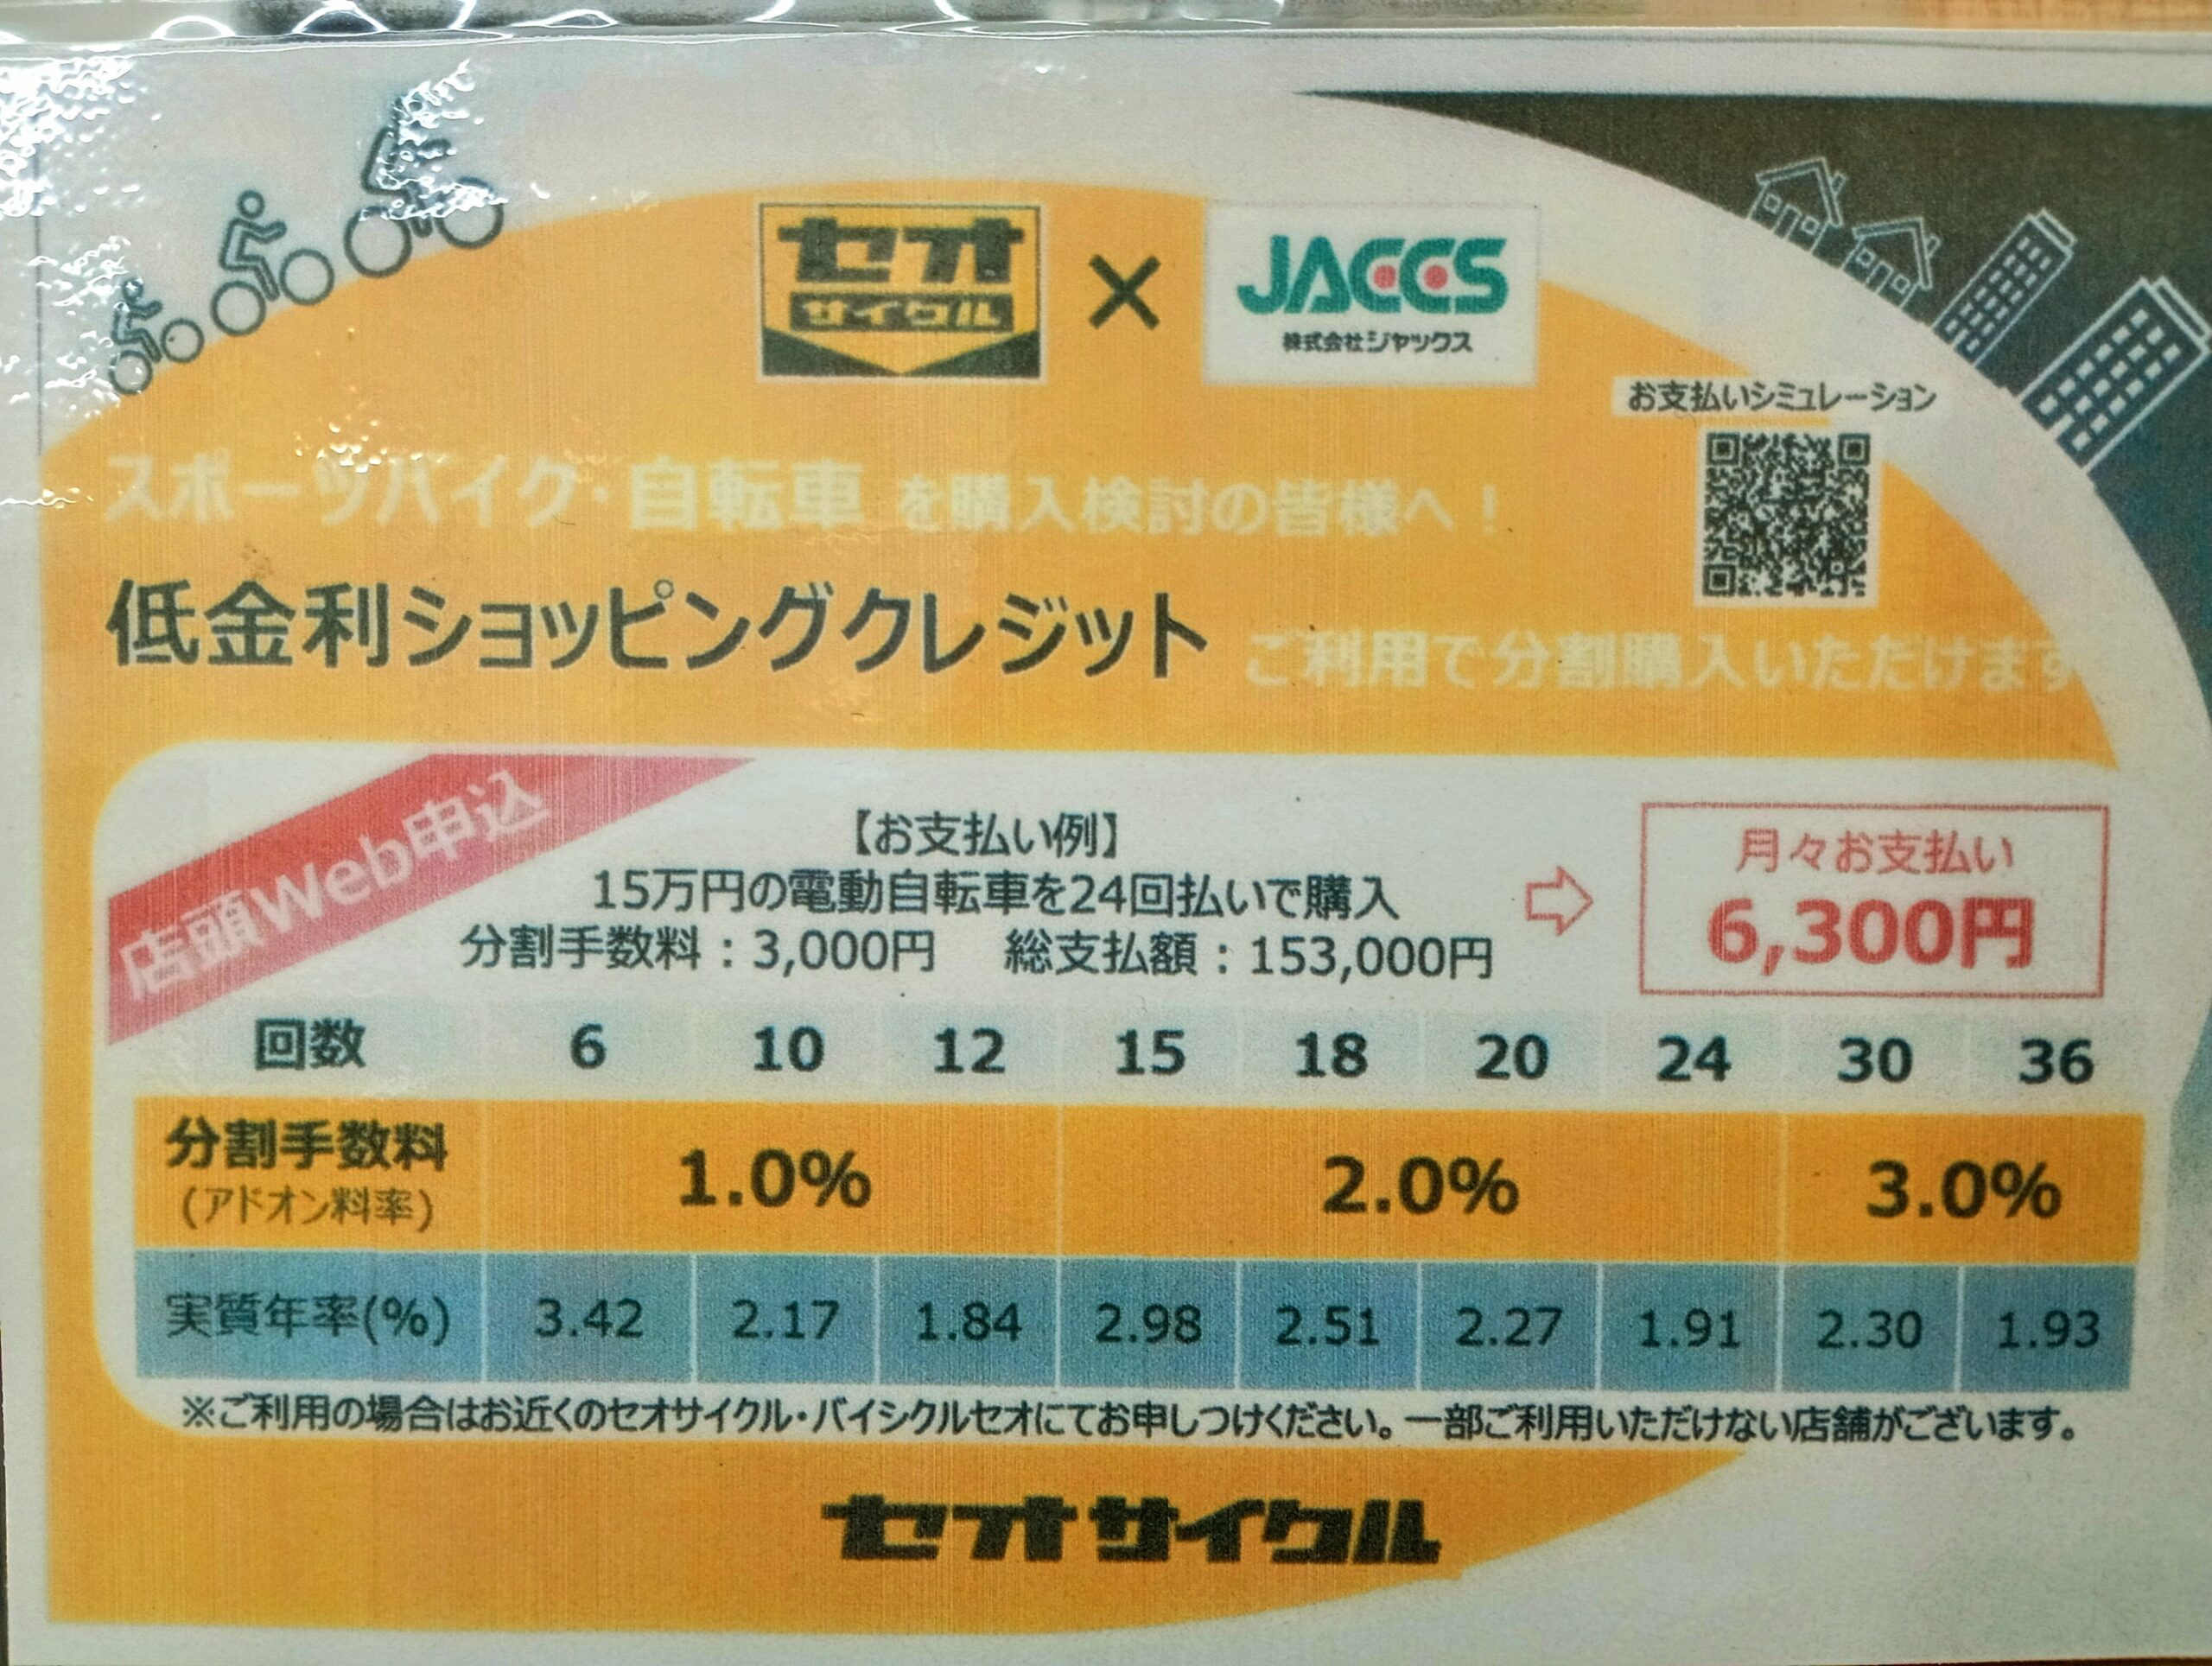 セオ
サイクル
×
JACCS
株式会社ジャックス
お支払いシミュレーション
スポーツバイク・自転車 を購入検討の皆様へ！
低金利ショッピングクレジット ご利用で分割購入いただけます
店頭Web申込
【お支払い例】
15万円の電動自転車を24回払いで購入
分割手数料：3,000円 総支払額：153,000円
⇨
月々お支払い
6,300円
回数 6 10 12 15 18 20 24 30 36
分割手数料 1.0% 2.0% 3.0%
(アドオン料率)
実質年率(%) 3.42 2.17 1.84 2.98 2.51 2.27 1.91 2.30 1.93
※ご利用の場合はお近くのセオサイクル・バイシクルセオにてお申しつけください。一部ご利用いただけない店舗がございます。
セオサイクル